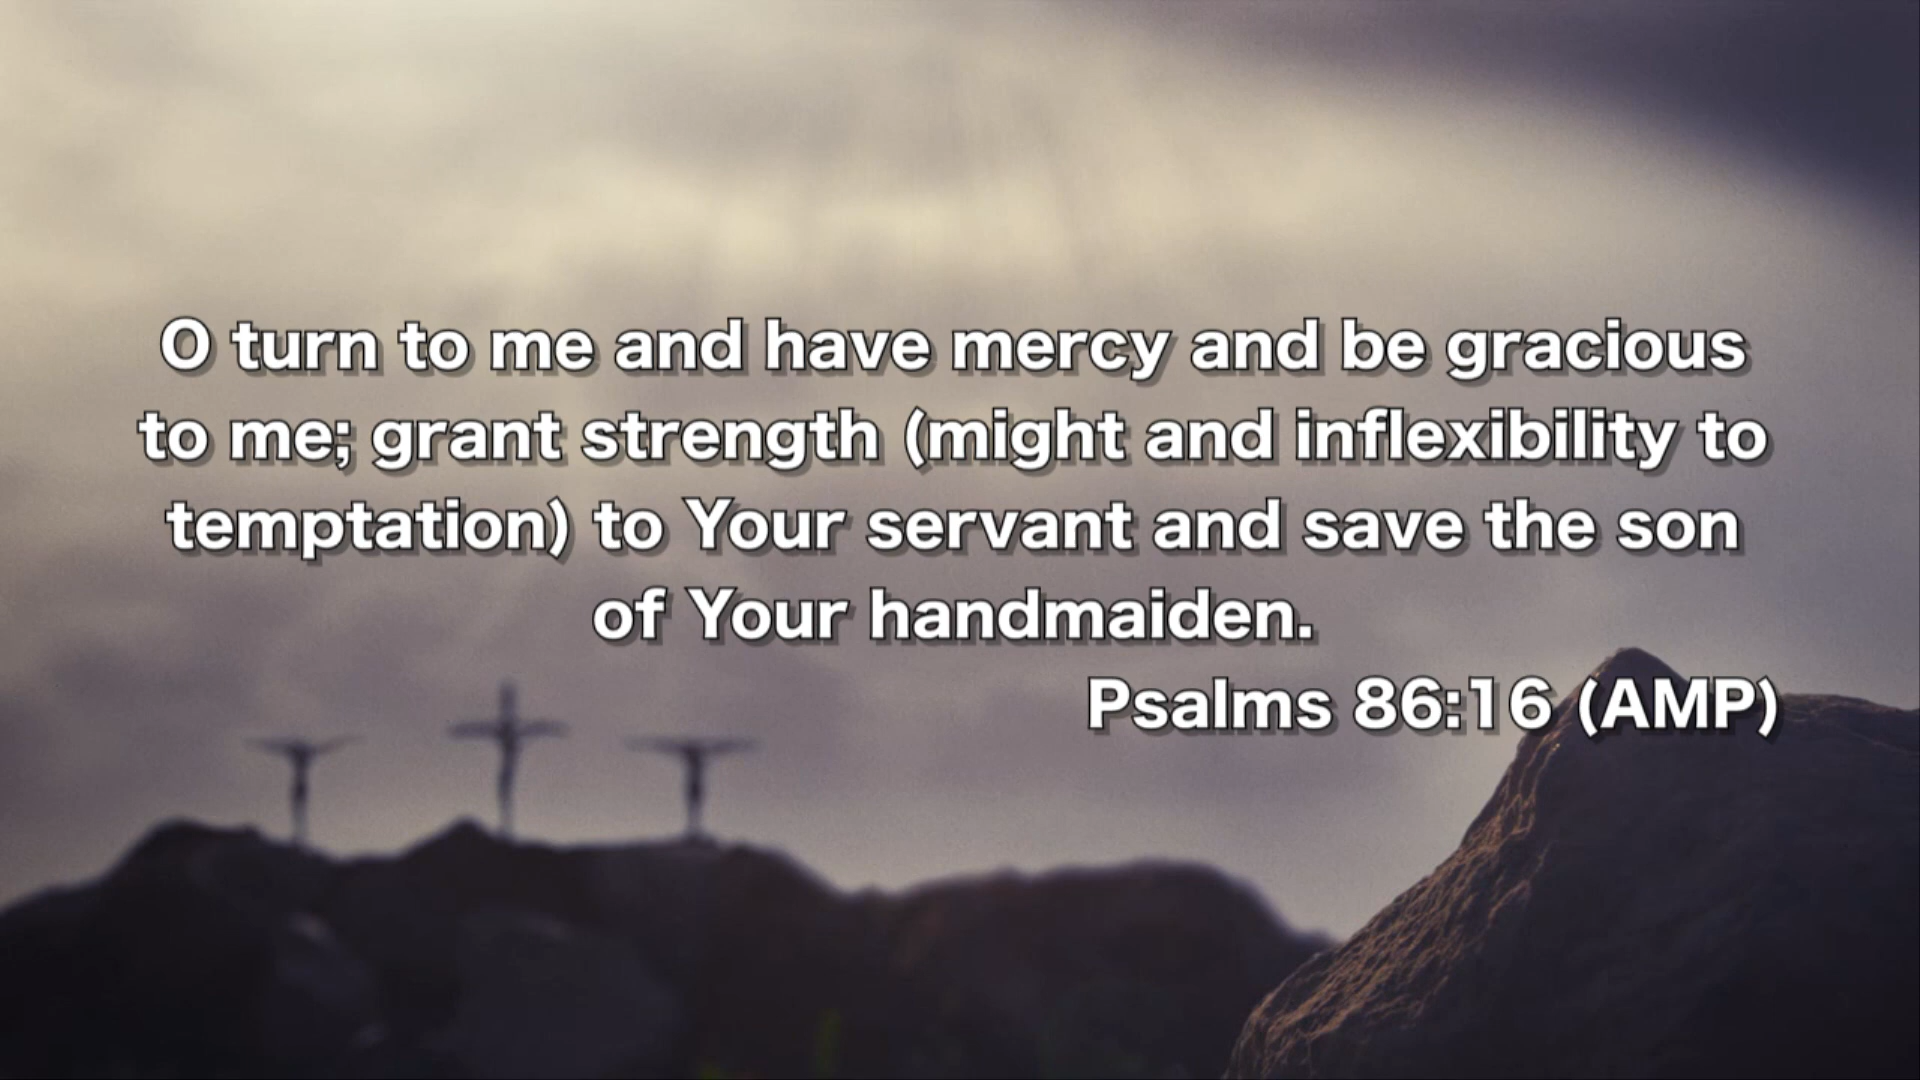 O turn to me and have mercy and be gracious
to me; grant strength (might and inflexibility to
temptation) to Your servant and save the son
of Your handmaiden.
Psalms 86:16 (AMP)